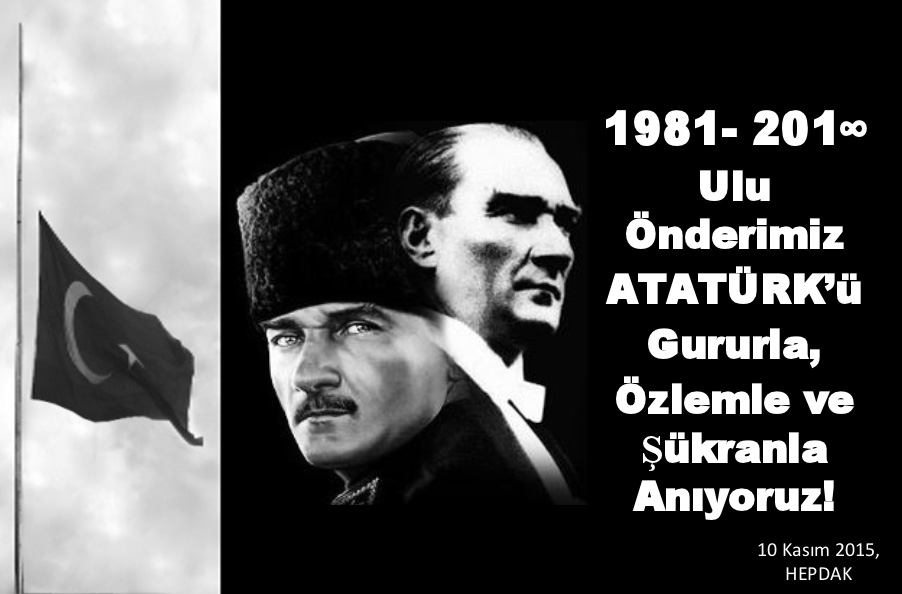 1981- 201∞
Ulu
Önderimiz
ATATÜRK’ü
Gururla,
Özlemle ve
Şükranla
Anıyoruz!
10 Kasım 2015,
HEPDAK